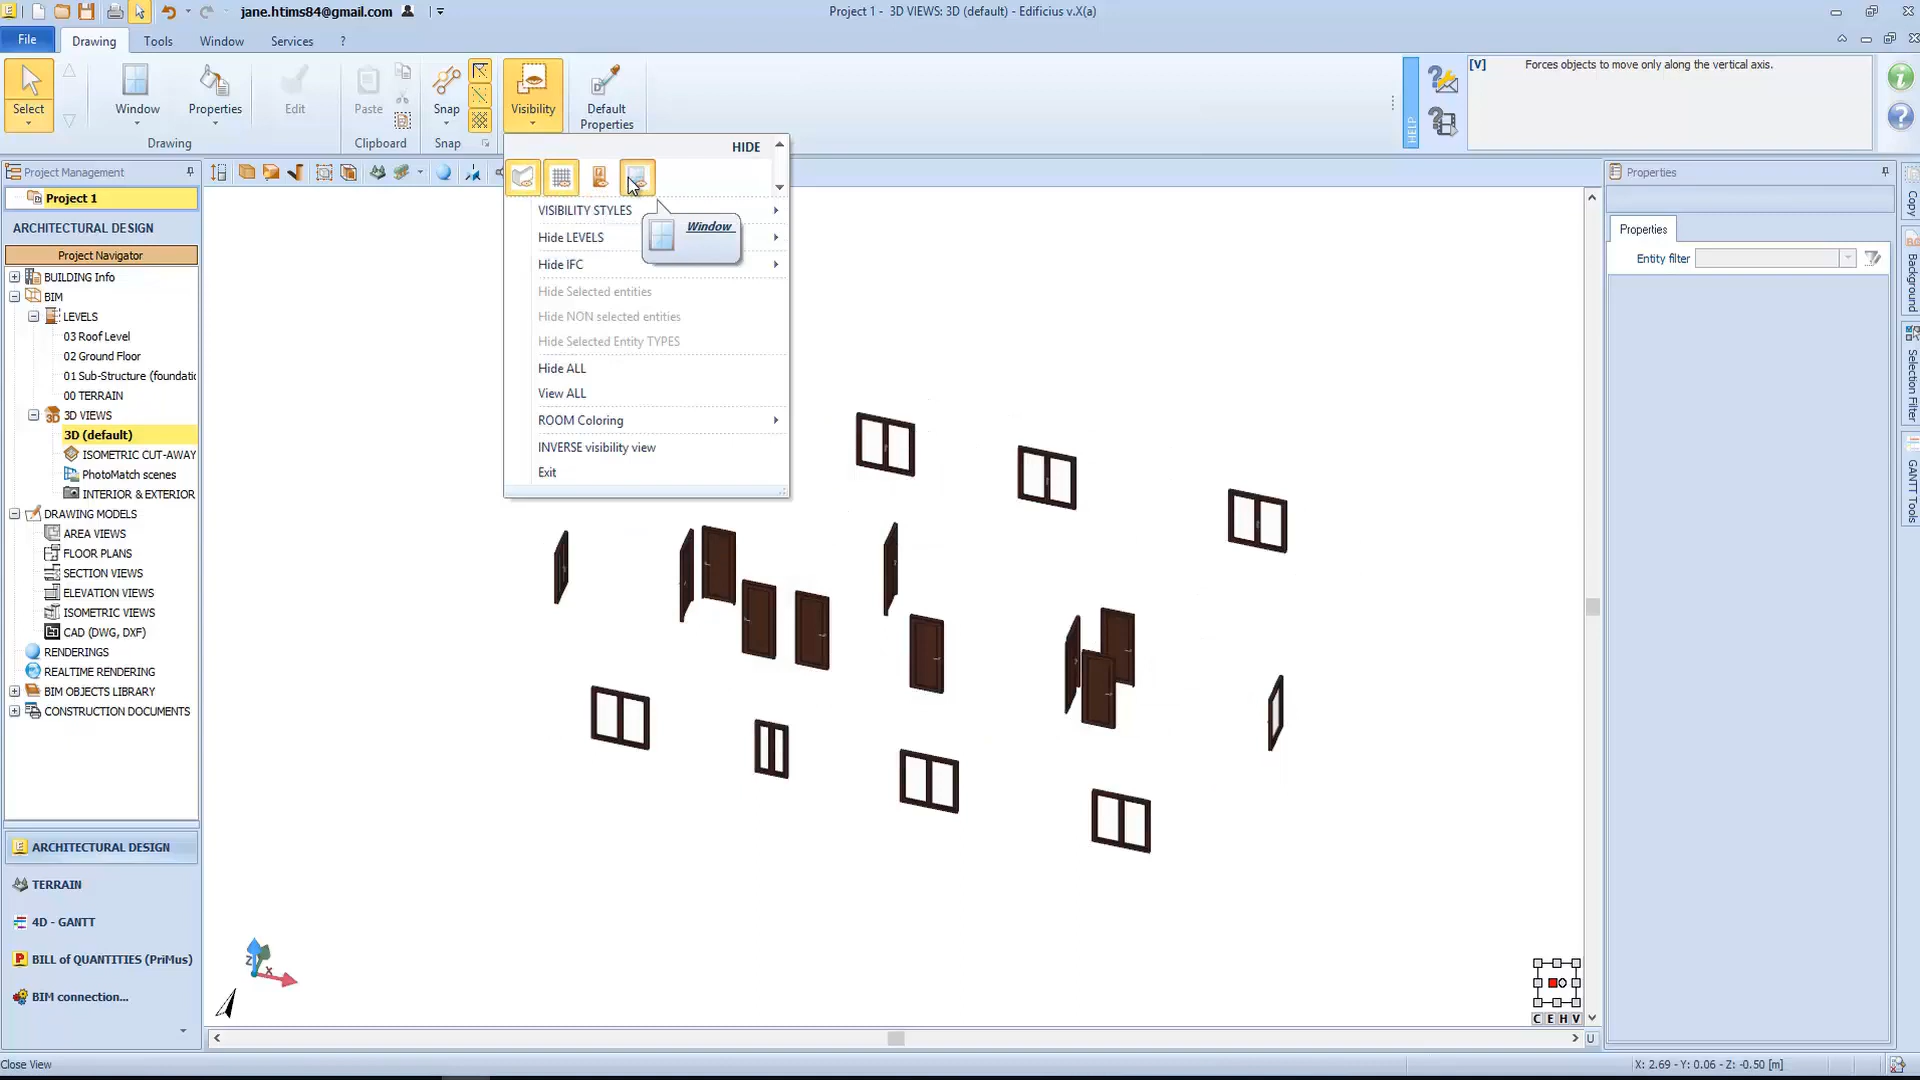 jane.htims84@gmail.com
Project 1 - 3D VIEWS: 3D (default) - Edificius v.X(a)
File
Drawing
Tools
Window
Services
?
Select
Window
Properties
Edit
Paste
Snap
Visibility
Default
Properties
Drawing
Clipboard
Snap
HELP
[V]
Forces objects to move only along the vertical axis.
Project Management
Project 1
ARCHITECTURAL DESIGN
Project Navigator
BUILDING Info
BIM
LEVELS
03 Roof Level
02 Ground Floor
01 Sub-Structure (foundatio
00 TERRAIN
3D VIEWS
3D (default)
ISOMETRIC CUT-AWAY
PhotoMatch scenes
INTERIOR & EXTERIOR
DRAWING MODELS
AREA VIEWS
FLOOR PLANS
SECTION VIEWS
ELEVATION VIEWS
ISOMETRIC VIEWS
CAD (DWG, DXF)
RENDERINGS
REALTIME RENDERING
BIM OBJECTS LIBRARY
CONSTRUCTION DOCUMENTS
ARCHITECTURAL DESIGN
TERRAIN
4D - GANTT
BILL of QUANTITIES (PriMus)
BIM connection...
HIDE
VISIBILITY STYLES
Hide LEVELS
Hide IFC
Hide Selected entities
Hide NON selected entities
Hide Selected Entity TYPES
Hide ALL
View ALL
ROOM Coloring
INVERSE visibility view
Exit
Window
Z
X
C E H V
U
Properties
Properties
Entity filter
Copy
Background
Selection Filter
GANTT Tools
Close View
X: 2.69 - Y: 0.06 - Z: -0.50 [m]